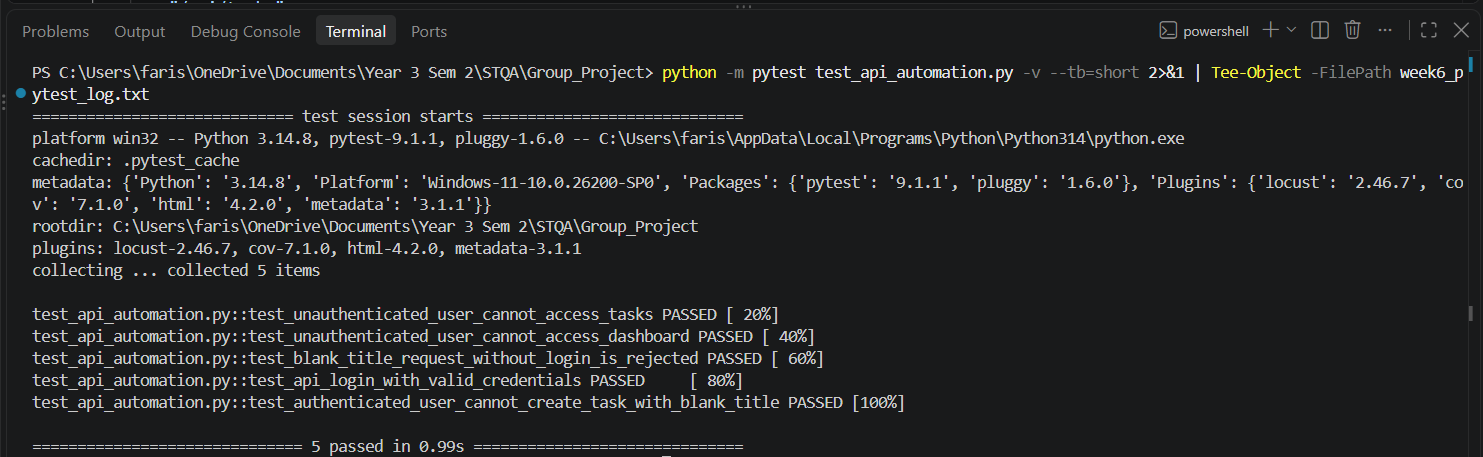 Problems Output Debug Console Terminal Ports powershell
PS C:\Users\faris\OneDrive\Documents\Year 3 Sem 2\STQA\Group_Project> python -m pytest test_api_automation.py -v --tb=short 2>&1 | Tee-Object -FilePath week6_p
ytest_log.txt
============================= test session starts =============================
platform win32 -- Python 3.14.8, pytest-9.1.1, pluggy-1.6.0 -- C:\Users\faris\AppData\Local\Programs\Python\Python314\python.exe
cachedir: .pytest_cache
metadata: {'Python': '3.14.8', 'Platform': 'Windows-11-10.0.26200-SP0', 'Packages': {'pytest': '9.1.1', 'pluggy': '1.6.0'}, 'Plugins': {'locust': '2.46.7', 'co
v': '7.1.0', 'html': '4.2.0', 'metadata': '3.1.1'}}
rootdir: C:\Users\faris\OneDrive\Documents\Year 3 Sem 2\STQA\Group_Project
plugins: locust-2.46.7, cov-7.1.0, html-4.2.0, metadata-3.1.1
collecting ... collected 5 items
test_api_automation.py::test_unauthenticated_user_cannot_access_tasks PASSED [ 20%]
test_api_automation.py::test_unauthenticated_user_cannot_access_dashboard PASSED [ 40%]
test_api_automation.py::test_blank_title_request_without_login_is_rejected PASSED [ 60%]
test_api_automation.py::test_api_login_with_valid_credentials PASSED     [ 80%]
test_api_automation.py::test_authenticated_user_cannot_create_task_with_blank_title PASSED [100%]
============================== 5 passed in 0.99s ==============================